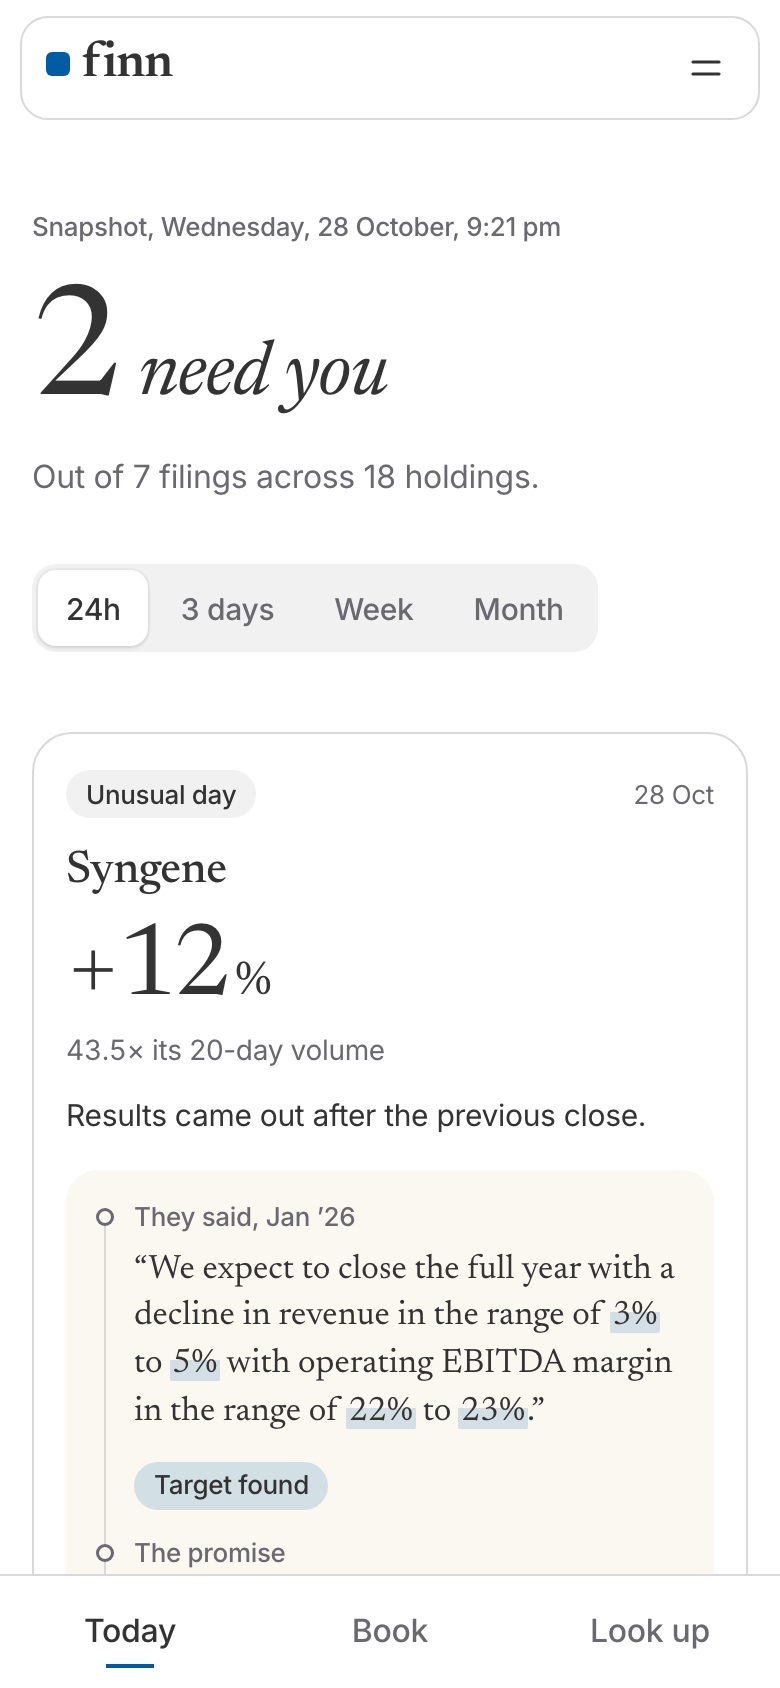 finn
Snapshot, Wednesday, 28 October, 9:21 pm
2 need you
Out of 7 filings across 18 holdings.
24h 3 days Week Month
Unusual day 28 Oct
Syngene
+12%
43.5× its 20-day volume
Results came out after the previous close.
They said, Jan ’26
“We expect to close the full year with a
decline in revenue in the range of 3%
to 5% with operating EBITDA margin
in the range of 22% to 23%.”
Target found
The promise
Today Book Look up